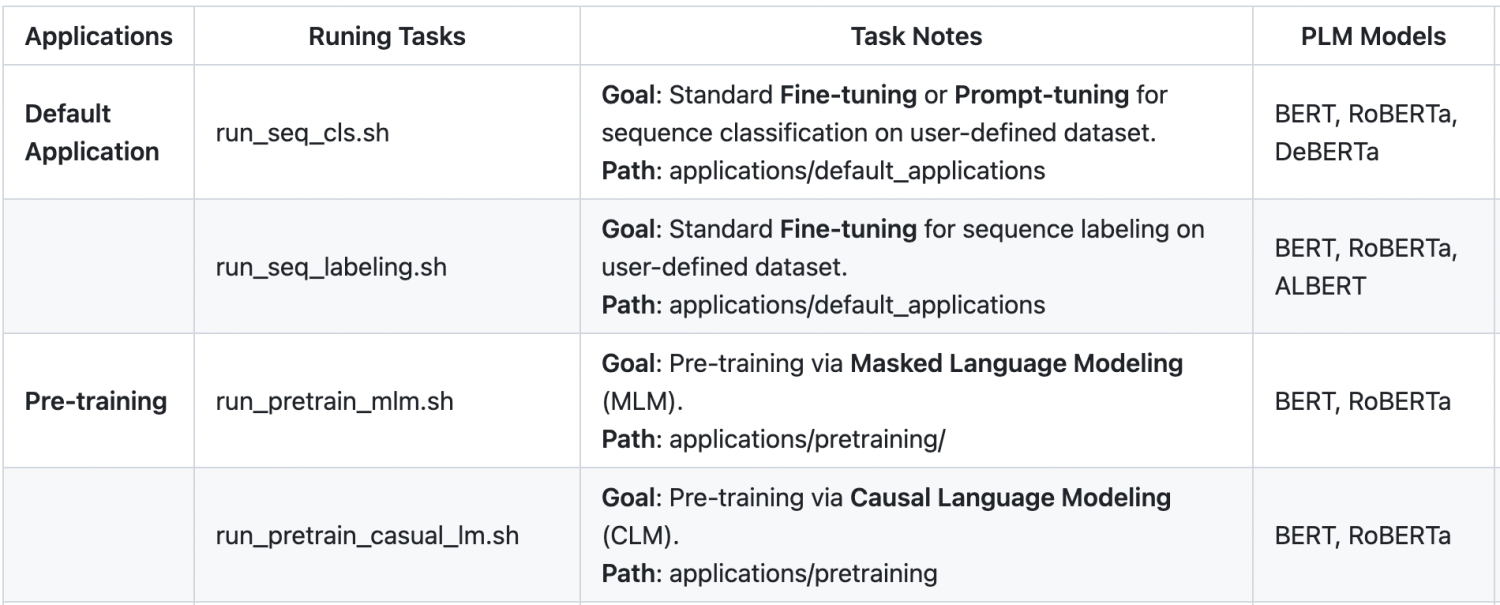 Applications
Runing Tasks
Task Notes
PLM Models
Default
Application
run_seq_cls.sh
Goal: Standard Fine-tuning or Prompt-tuning for
sequence classification on user-defined dataset.
Path: applications/default_applications
BERT, RoBERTa,
DeBERTa
run_seq_labeling.sh
Goal: Standard Fine-tuning for sequence labeling on
user-defined dataset.
Path: applications/default_applications
BERT, RoBERTa,
ALBERT
Pre-training
run_pretrain_mlm.sh
Goal: Pre-training via Masked Language Modeling
(MLM).
Path: applications/pretraining/
BERT, RoBERTa
run_pretrain_casual_lm.sh
Goal: Pre-training via Causal Language Modeling
(CLM).
Path: applications/pretraining
BERT, RoBERTa